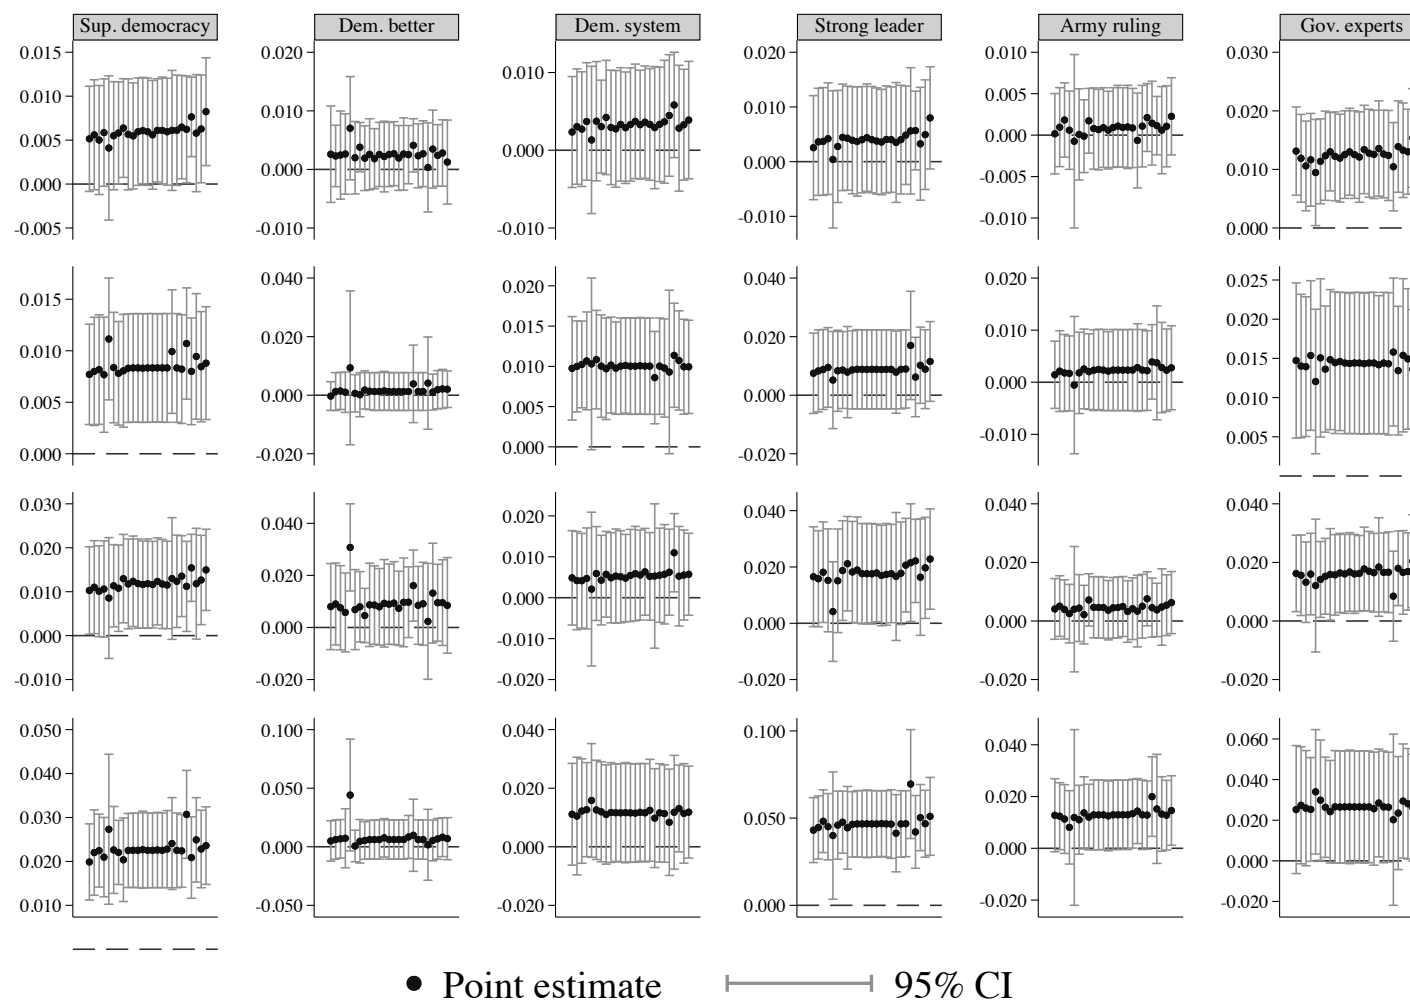 Sup. democracy Dem. better Dem. system Strong leader Army ruling Gov. experts
0.015 0.020 0.010 0.020 0.010 0.030
0.010 0.010 0.000 0.010 0.005 0.020
0.005 0.000 -0.010 0.000 0.000 0.010
0.000 -0.010 -0.010 -0.005 0.000
-0.005 -0.010
0.015 0.040 0.020 0.040 0.020 0.025
0.010 0.020 0.015 0.020 0.010 0.020
0.005 0.000 0.010 0.000 0.000 0.015
0.000 -0.020 0.005 -0.020 -0.010 0.010
0.000 0.005
0.030 0.040 0.020 0.040 0.040 0.040
0.020 0.020 0.010 0.020 0.020 0.020
0.010 0.000 0.000 0.000 0.000 0.000
0.000 -0.020 -0.010 -0.020 -0.020 -0.020
-0.010 -0.020
0.050 0.100 0.040 0.100 0.040 0.060
0.040 0.050 0.020 0.050 0.020 0.040
0.030 0.000 0.000 0.000 0.000 0.020
0.020 -0.050 -0.020 -0.020 0.000
0.010 -0.020
Point estimate 95% CI